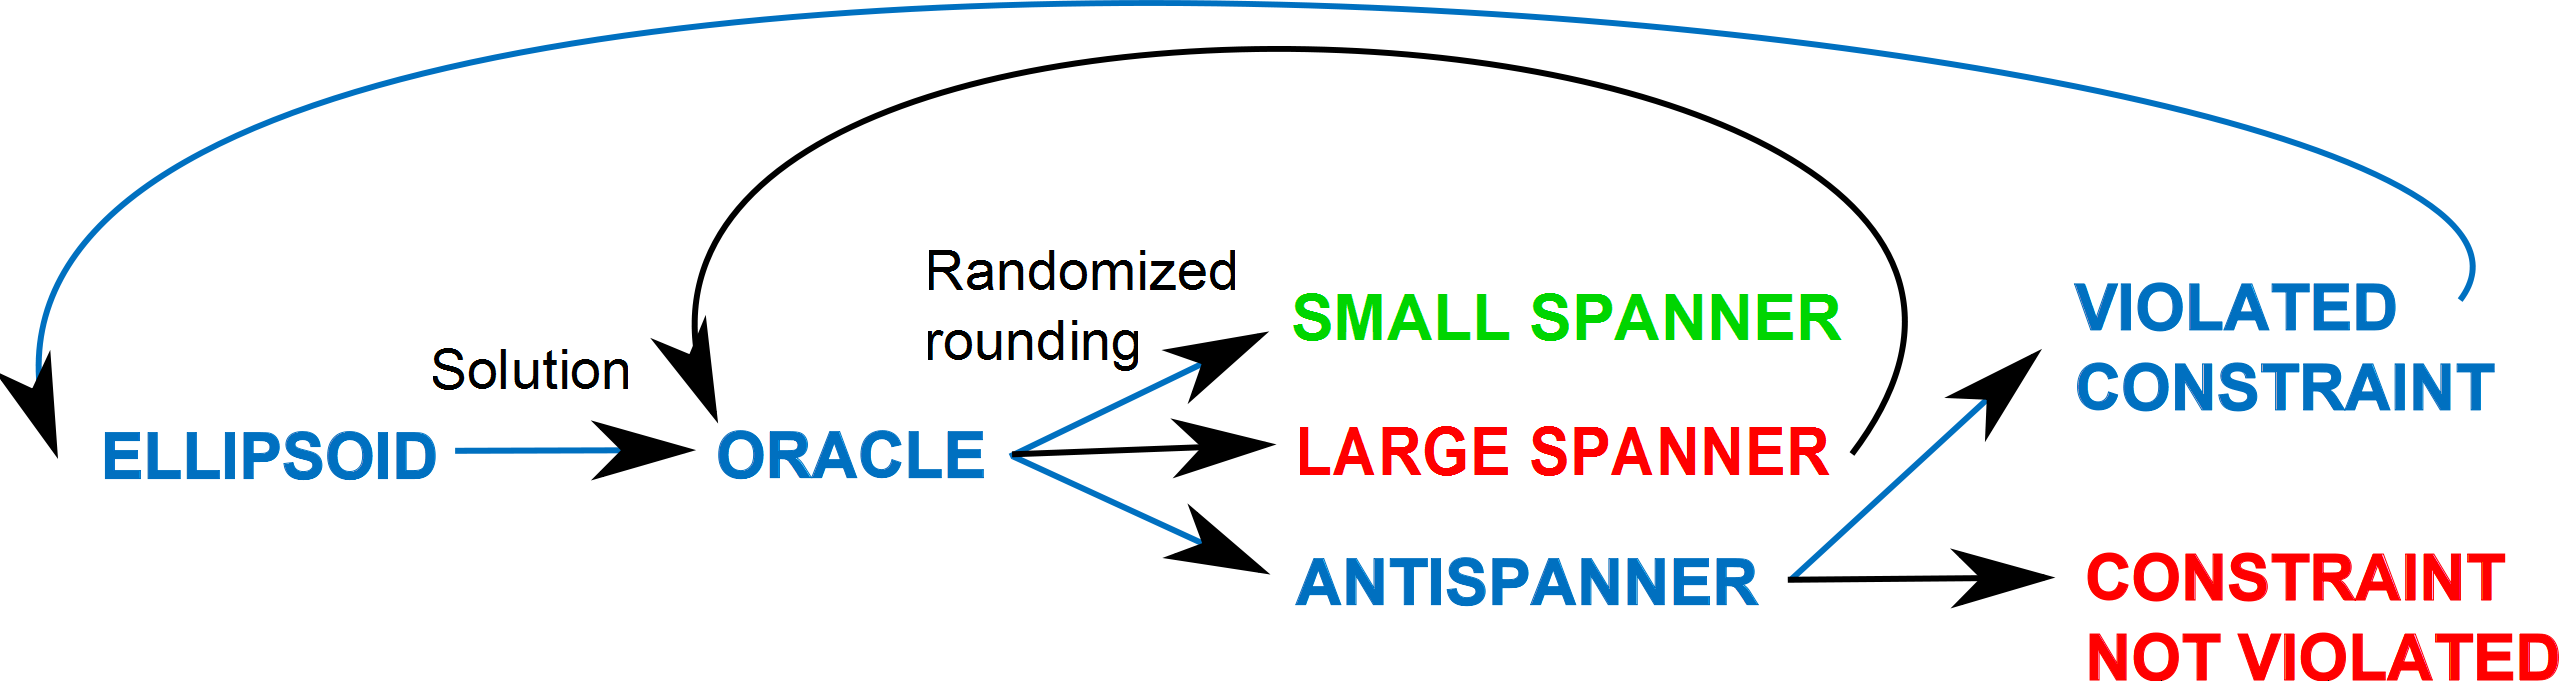 Randomized
rounding
Solution
ELLIPSOID
ORACLE
SMALL SPANNER
LARGE SPANNER
ANTISPANNER
VIOLATED
CONSTRAINT
CONSTRAINT
NOT VIOLATED